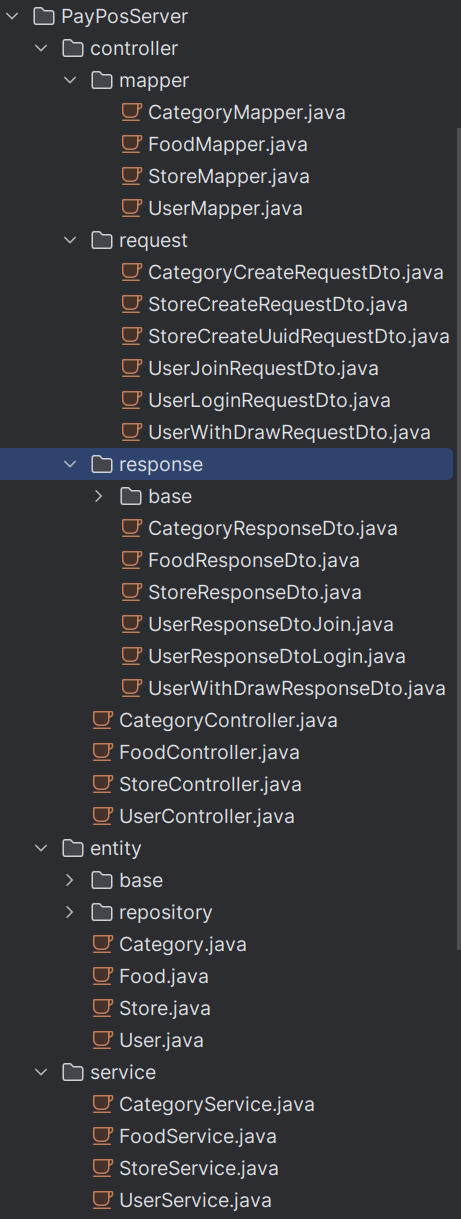 PayPosServer
controller
mapper
CategoryMapper.java
FoodMapper.java
StoreMapper.java
UserMapper.java
request
CategoryCreateRequestDto.java
StoreCreateRequestDto.java
StoreCreateUuidRequestDto.java
UserJoinRequestDto.java
UserLoginRequestDto.java
UserWithDrawRequestDto.java
response
base
CategoryResponseDto.java
FoodResponseDto.java
StoreResponseDto.java
UserResponseDtoJoin.java
UserResponseDtoLogin.java
UserWithDrawResponseDto.java
CategoryController.java
FoodController.java
StoreController.java
UserController.java
entity
base
repository
Category.java
Food.java
Store.java
User.java
service
CategoryService.java
FoodService.java
StoreService.java
UserService.java